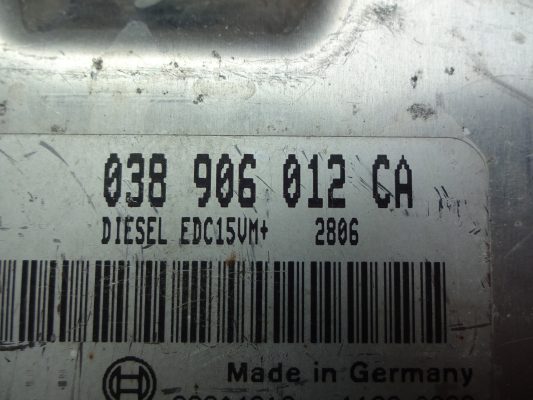 038 906 012 CA
DIESEL EDC15VM+ 2806
Made in Germany